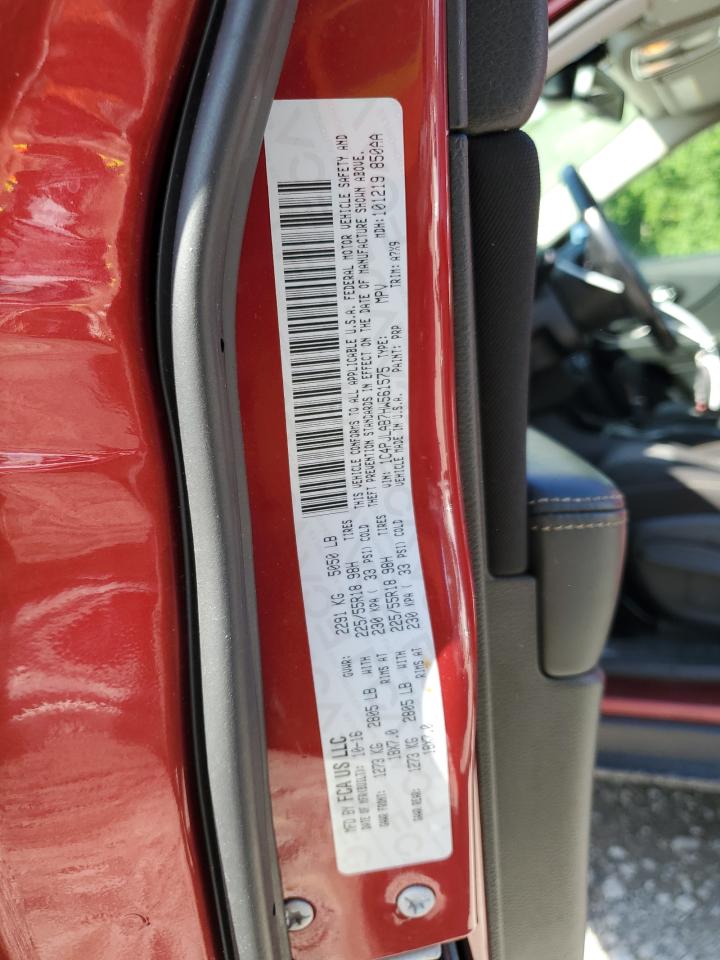 MFD BY FCA US LLC
DATE OF MFR(BUILT): 10-16 GVWR: 2291 KG 5050 LB
GAWR FRONT: 1273 KG 2805 LB WITH 225/55R18 98H TIRES
18X7.0 RIMS AT 230 KPA ( 33 PSI) COLD
GAWR REAR: 1273 KG 2805 LB WITH 225/55R18 98H TIRES
18X7.0 RIMS AT 230 KPA ( 33 PSI) COLD
THIS VEHICLE CONFORMS TO ALL APPLICABLE U.S.A. FEDERAL MOTOR VEHICLE SAFETY AND
THEFT PREVENTION STANDARDS IN EFFECT ON THE DATE OF MANUFACTURE SHOWN ABOVE.
VIN: 1C4PJLAB7HW561575 TYPE: MPV MDH: 101219 850AA
VEHICLE MADE IN U.S.A. PAINT: PRP TRIM: A7X9